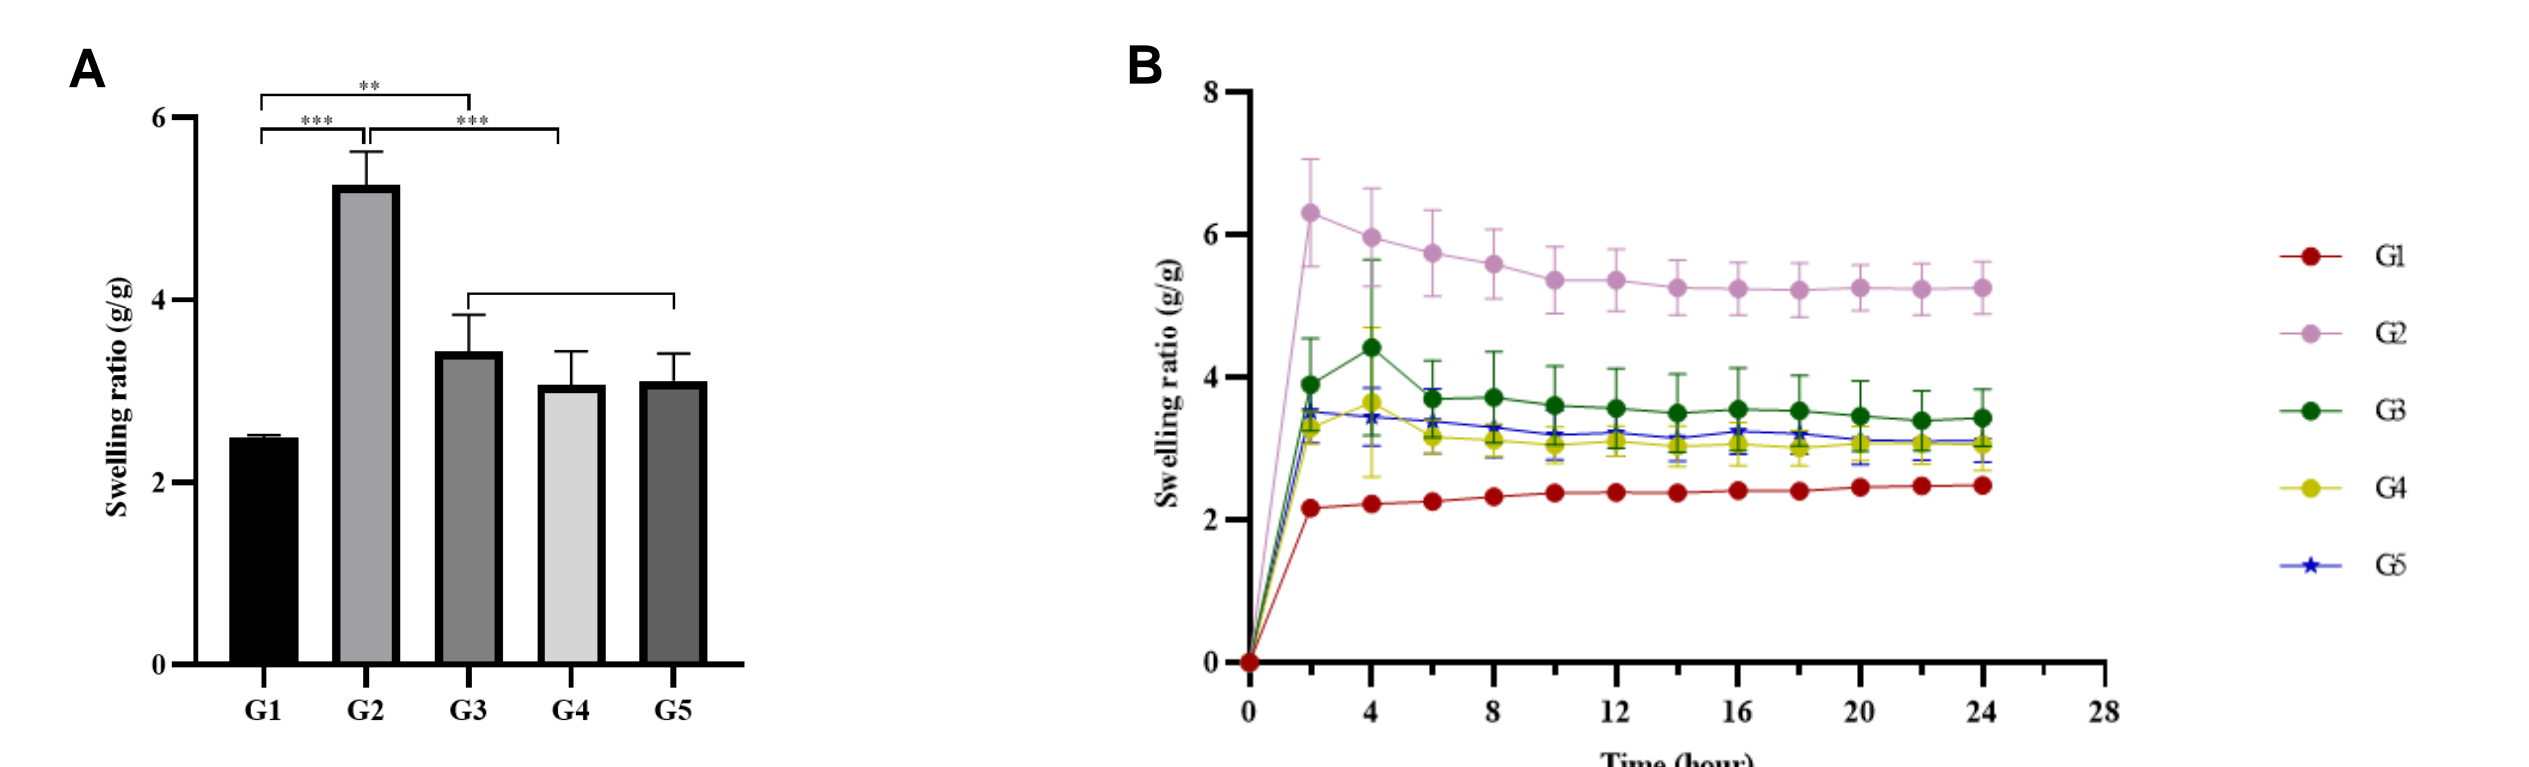 A
**
***
***
6
4
2
0
Swelling ratio (g/g)
G1 G2 G3 G4 G5
B
8
6
4
2
0
Swelling ratio (g/g)
0 4 8 12 16 20 24 28
Time (hour)
G1
G2
G3
G4
G5